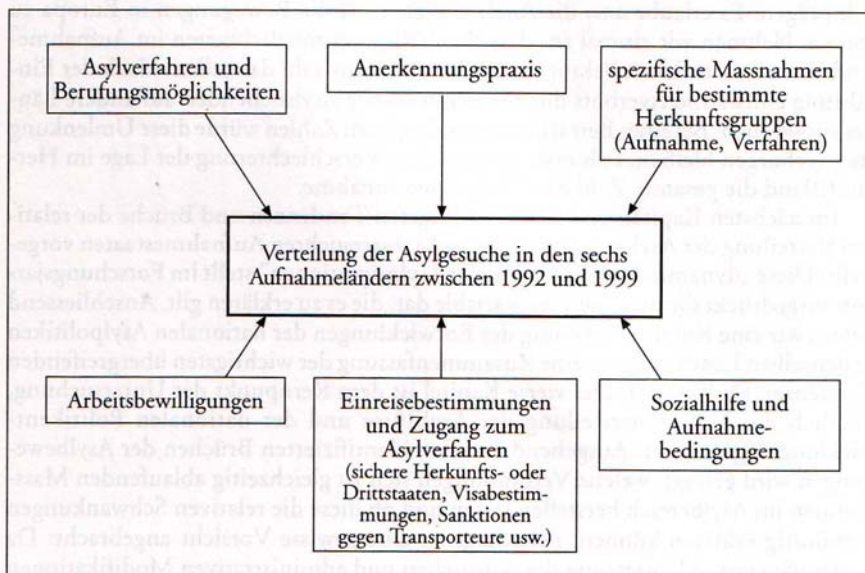 Asylverfahren und
Berufungsmöglichkeiten
Anerkennungspraxis
spezifische Massnahmen
für bestimmte
Herkunftsgruppen
(Aufnahme, Verfahren)
Verteilung der Asylgesuche in den sechs
Aufnahmeländern zwischen 1992 und 1999
Arbeitsbewilligung
Einreisebestimmungen
und Zugang zum
Asylverfahren
(sichere Herkunfts- oder
Drittstaaten, Visabestim-
mungen, Sanktionen
gegen Transporteure usw.)
Sozialhilfe und
Aufnahme-
bedingungen